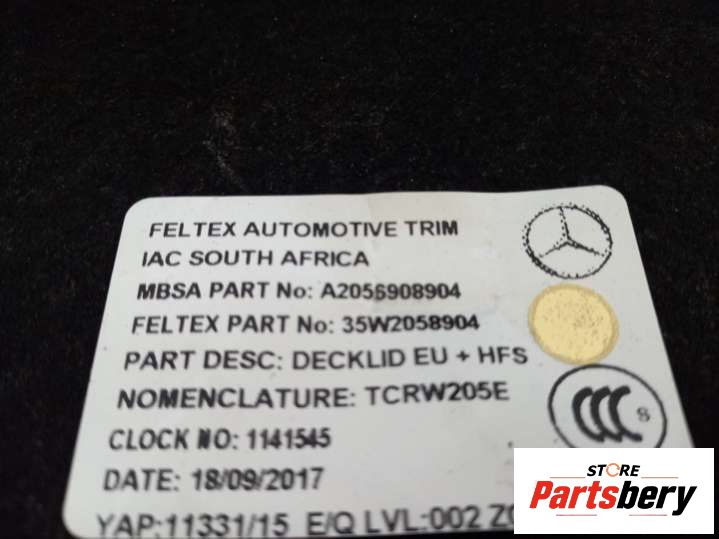 FELTEX AUTOMOTIVE TRIM
IAC SOUTH AFRICA
MBSA PART No: A2056908904
FELTEX PART No: 35W2058904
PART DESC: DECKLID EU + HFS
NOMENCLATURE: TCRW205E
CLOCK NO: 1141545
DATE: 18/09/2017
YAP:11331/15 E/Q LVL:002
CCC S
STORE
Partsbery